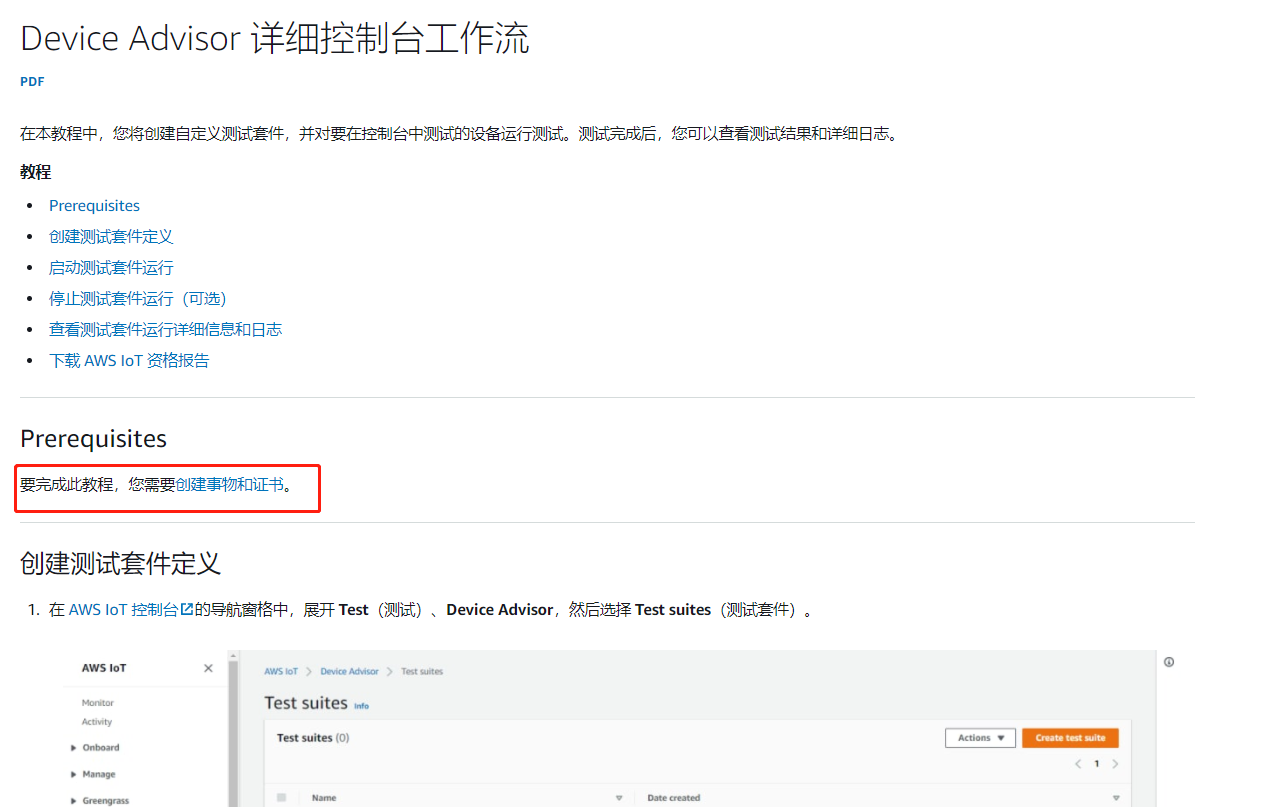 Device Advisor 详细控制台工作流
PDF
在本教程中，您将创建自定义测试套件，并对要在控制台中测试的设备运行测试。测试完成后，您可以查看测试结果和详细日志。
教程
Prerequisites
创建测试套件定义
启动测试套件运行
停止测试套件运行（可选）
查看测试套件运行详细信息和日志
下载 AWS IoT 资格报告
Prerequisites
要完成此教程，您需要创建事物和证书。
创建测试套件定义
1. 在 AWS IoT 控制台的导航窗格中，展开 Test（测试）、Device Advisor，然后选择 Test suites（测试套件）。
AWS IoT
Monitor
Activity
Onboard
Manage
Greengrass
AWS IoT > Device Advisor > Test suites
Test suites Info
Test suites (0)
Actions
Create test suite
1
Name
Date created